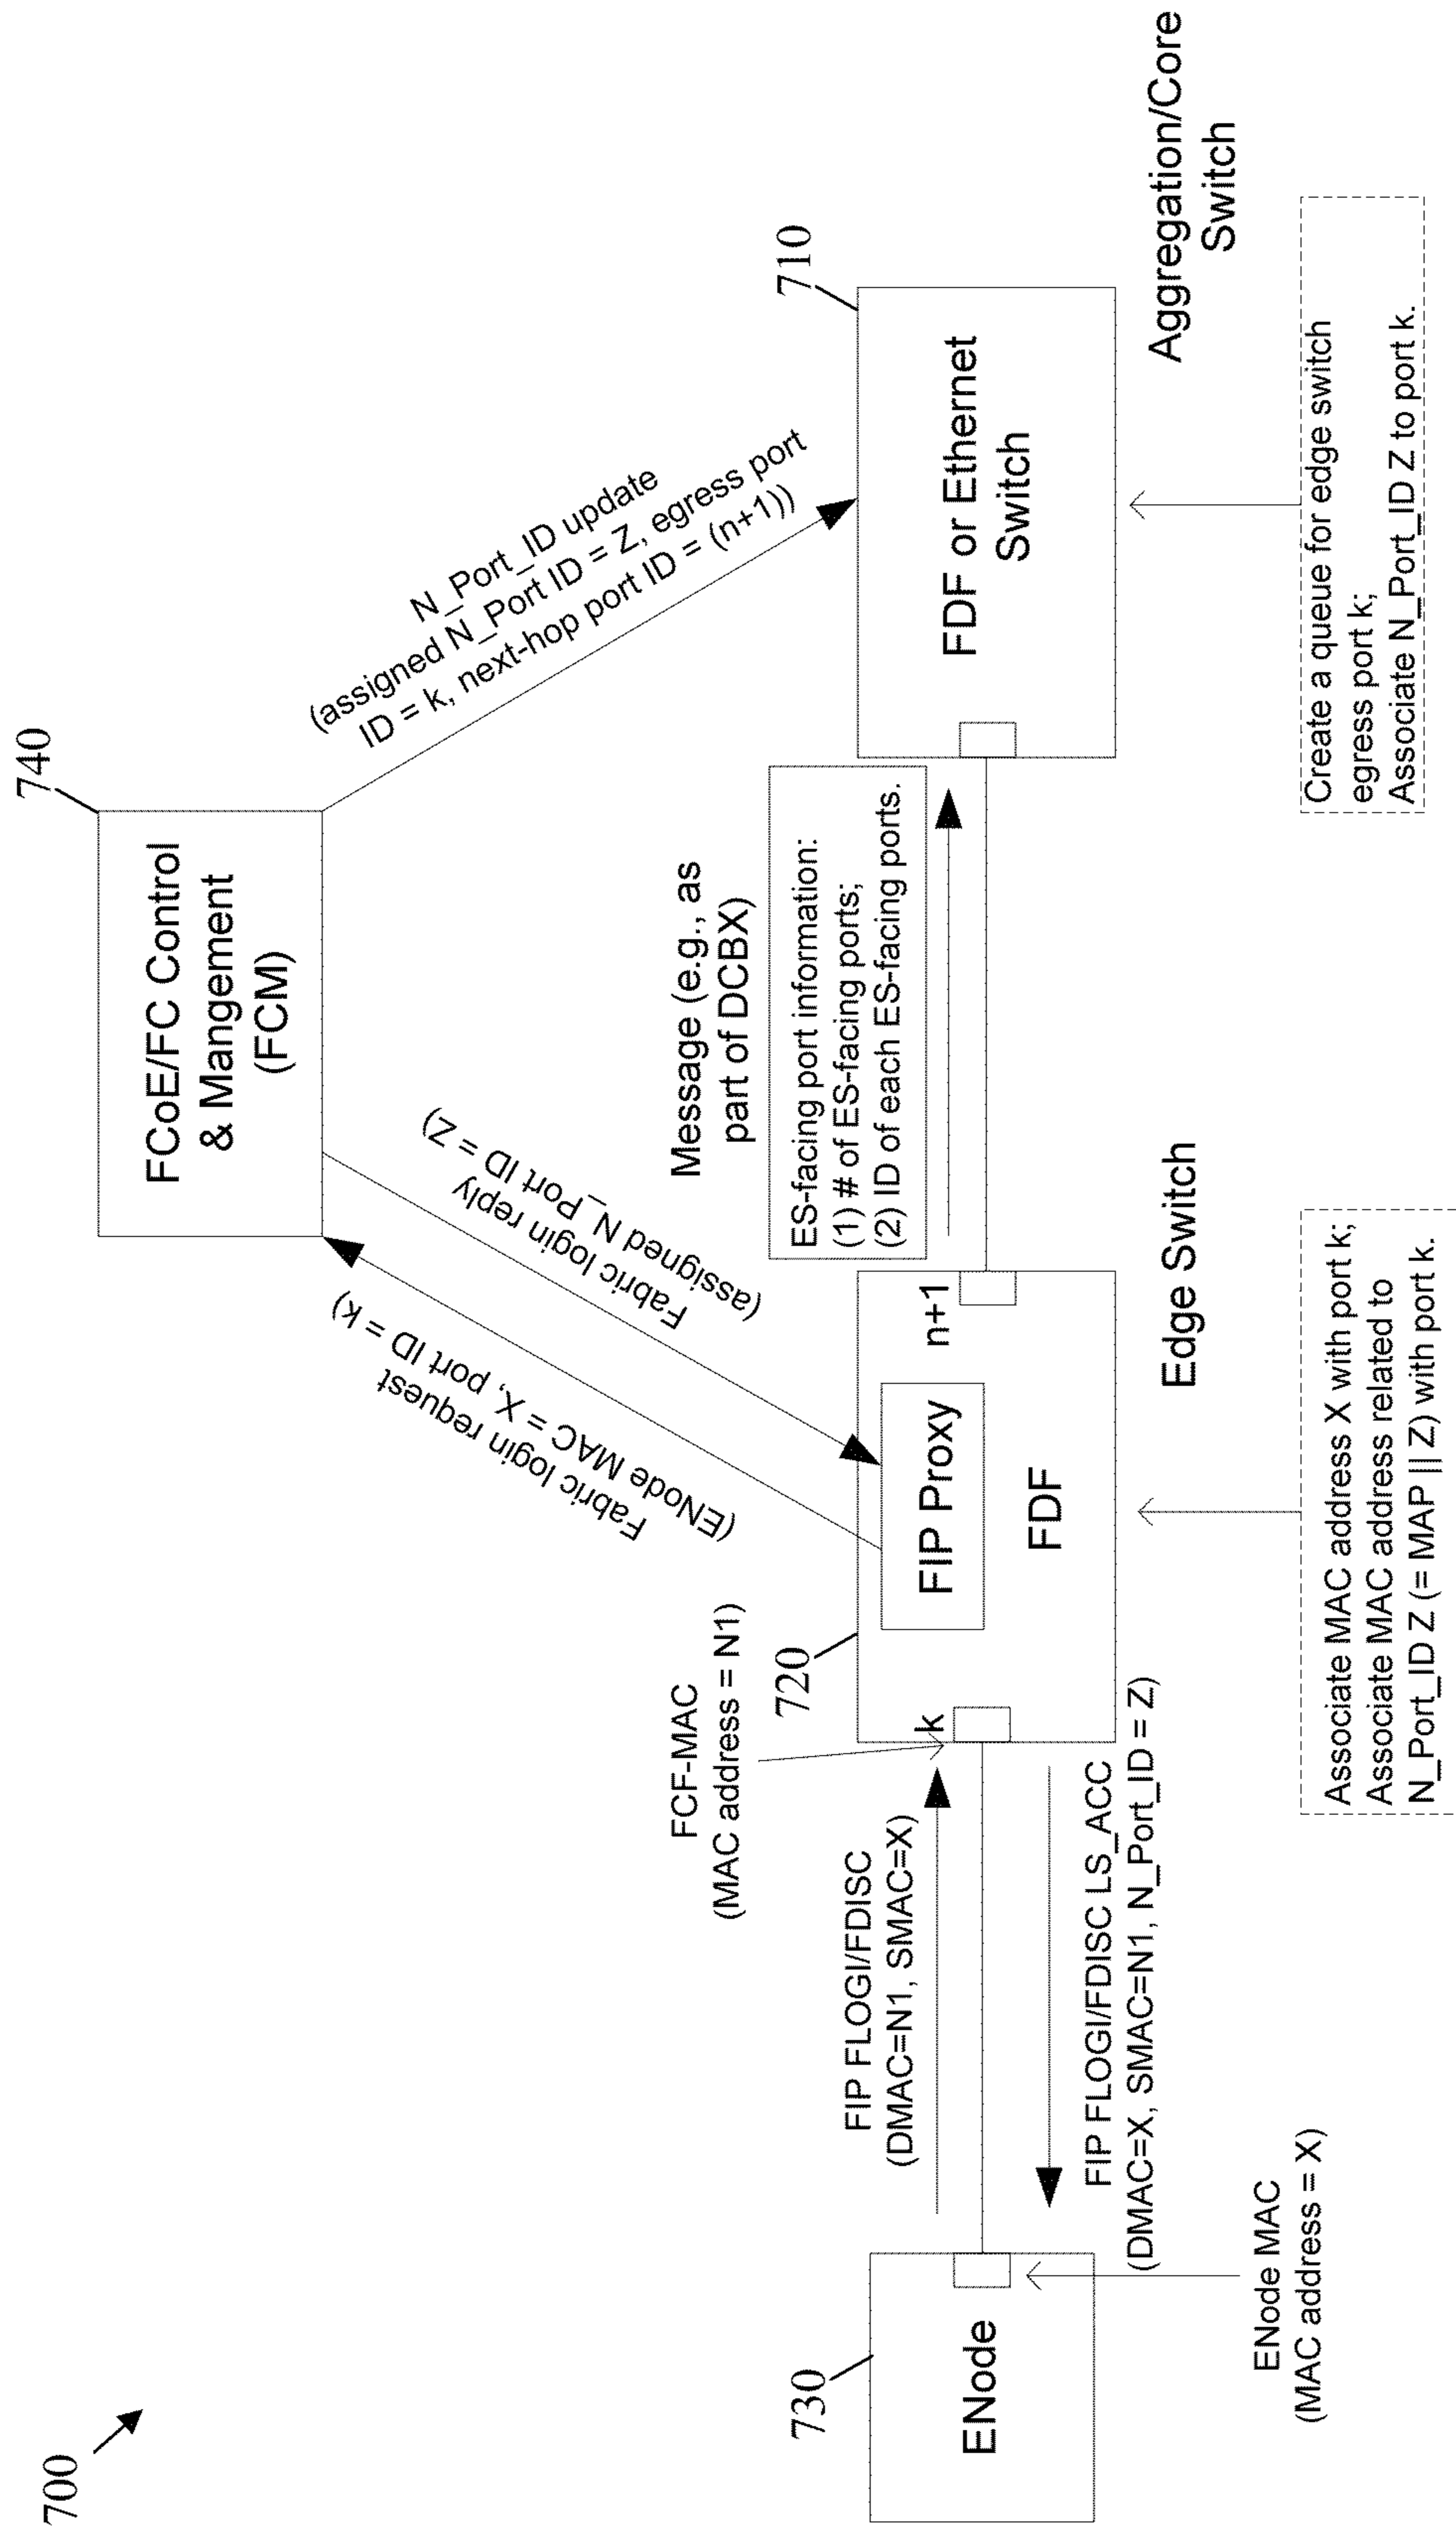 700
740
FCoE/FC Control
& Mangement
(FCM)
N_Port_ID update
(assigned N_Port ID = Z, egress port
ID = k, next-hop port ID = (n+1))
Fabric login request
(ENode MAC = X, port ID = k)
Fabric login reply
(assigned N_Port ID = Z)
Message (e.g., as
part of DCBX)
ES-facing port information:
(1) # of ES-facing ports;
(2) ID of each ES-facing ports.
730
ENode
ENode MAC
(MAC address = X)
FIP FLOGI/FDISC
(DMAC=N1, SMAC=X)
FIP FLOGI/FDISC LS_ACC
(DMAC=X, SMAC=N1, N_Port_ID = Z)
FCF-MAC
(MAC address = N1)
720
k
FIP Proxy
n+1
FDF
Edge Switch
Associate MAC address X with port k;
Associate MAC address related to
N_Port_ID Z (= MAP || Z) with port k.
710
FDF or Ethernet
Switch
Aggregation/Core
Switch
Create a queue for edge switch
egress port k;
Associate N_Port_ID Z to port k.